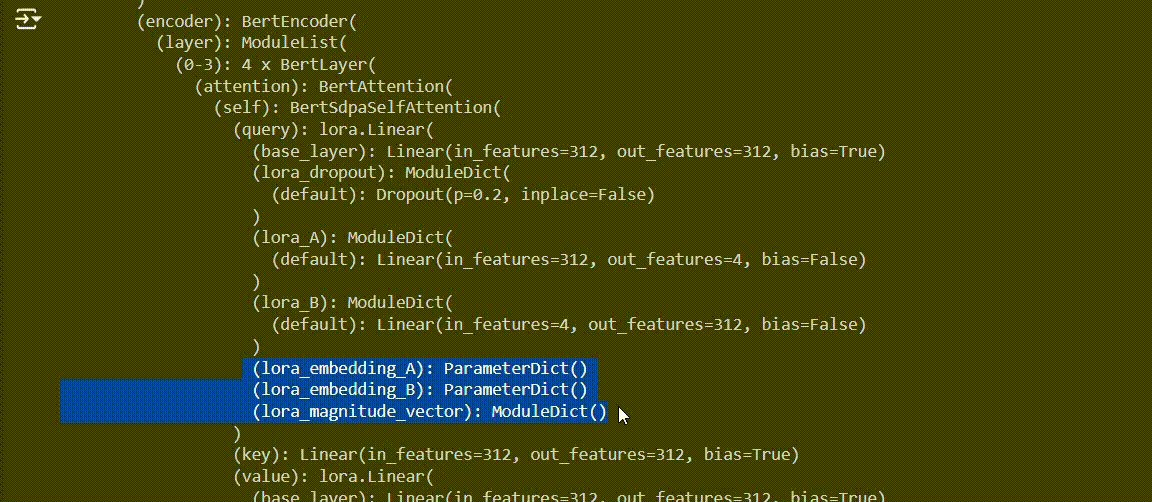 )
(encoder): BertEncoder(
(layer): ModuleList(
(0-3): 4 x BertLayer(
(attention): BertAttention(
(self): BertSdpaSelfAttention(
(query): lora.Linear(
(base_layer): Linear(in_features=312, out_features=312, bias=True)
(lora_dropout): ModuleDict(
(default): Dropout(p=0.2, inplace=False)
)
(lora_A): ModuleDict(
(default): Linear(in_features=312, out_features=4, bias=False)
)
(lora_B): ModuleDict(
(default): Linear(in_features=4, out_features=312, bias=False)
)
(lora_embedding_A): ParameterDict()
(lora_embedding_B): ParameterDict()
(lora_magnitude_vector): ModuleDict()
)
(key): Linear(in_features=312, out_features=312, bias=True)
(value): lora.Linear(
(base_layer): Linear(in_features=312, out_features=312, bias=True)